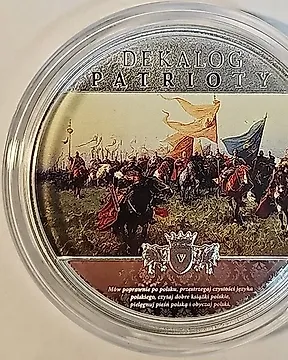 DEKALOG
PATRIOTY
V
Mów poprawnie po polsku, przestrzegaj czystości języka
polskiego, czytaj dobre książki polskie,
pielęgnuj pieśń polską i obyczaj polski.